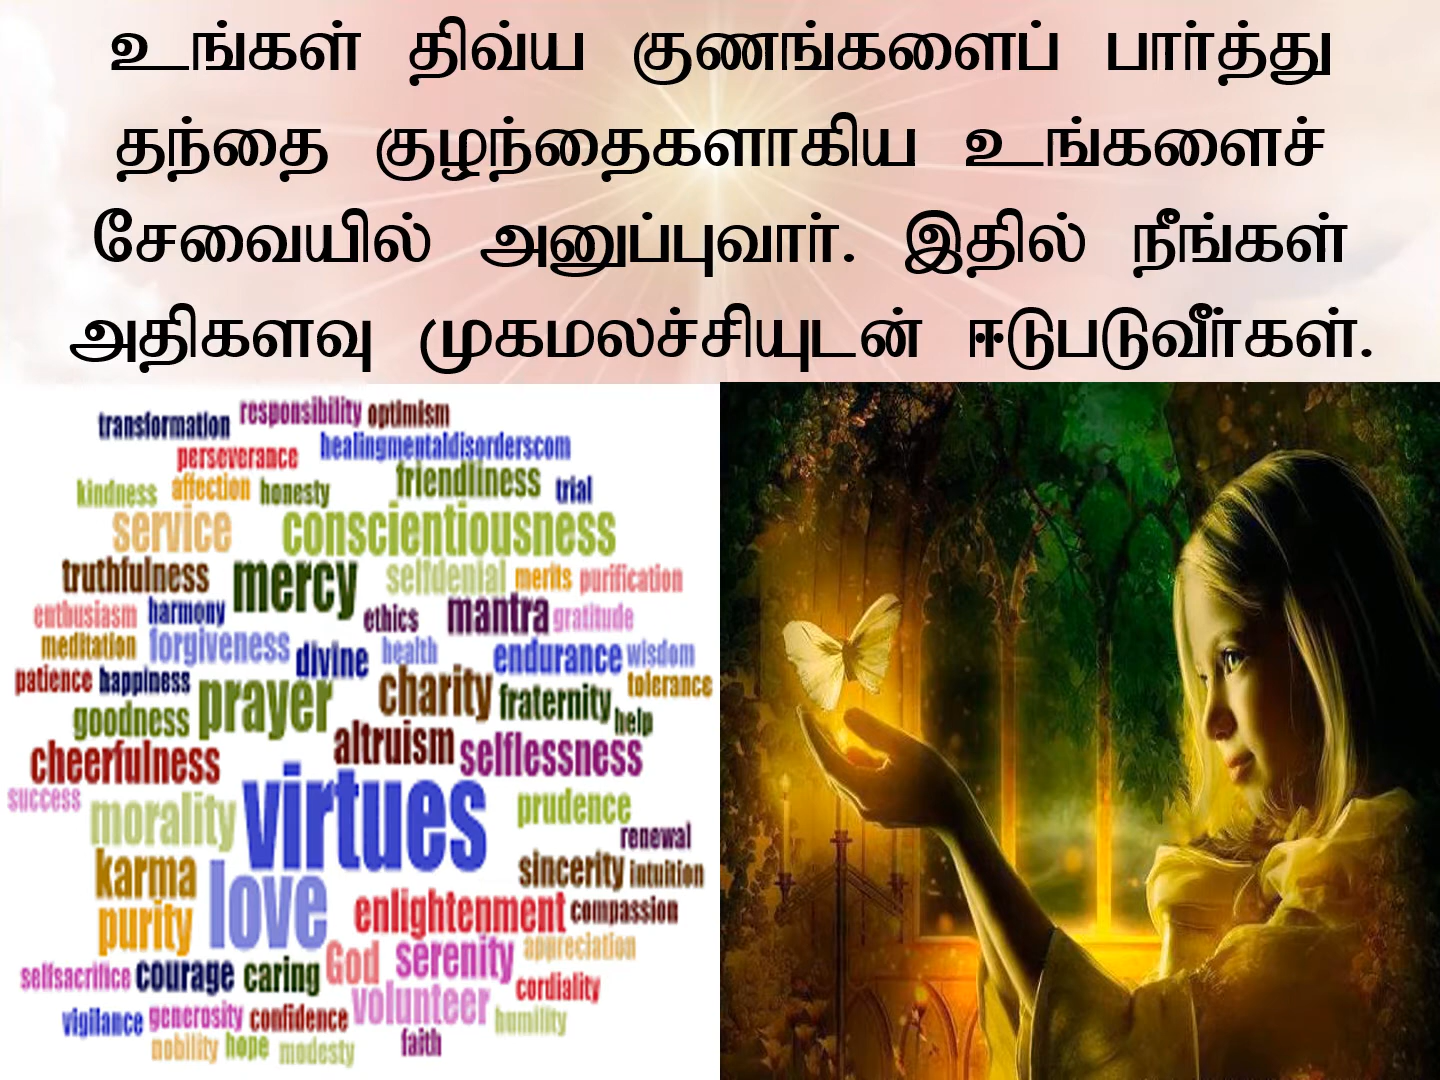 உங்கள் திவ்ய குணங்களைப் பார்த்து
தந்தை குழந்தைகளாகிய உங்களைச்
சேவையில் அனுப்புவார். இதில் நீங்கள்
அதிகளவு முகமலச்சியுடன் ஈடுபடுவீர்கள்.
transformation responsibility optimism
perseverance healingmentaldisorderscom
kindness affection honesty friendliness trial
service conscientiousness
truthfulness mercy selfdenial merits purification
enthusiasm harmony ethics mantra gratitude
meditation forgiveness divine health endurance wisdom
patience happiness prayer charity fraternity tolerance
goodness altruism help
cheerfulness selflessness
success morality virtues prudence
renewal
karma love sincerity intuition
purity enlightenment compassion
selfsacrifice courage caring God serenity appreciation
volunteer cordiality
vigilance generosity confidence humility
nobility hope modesty faith